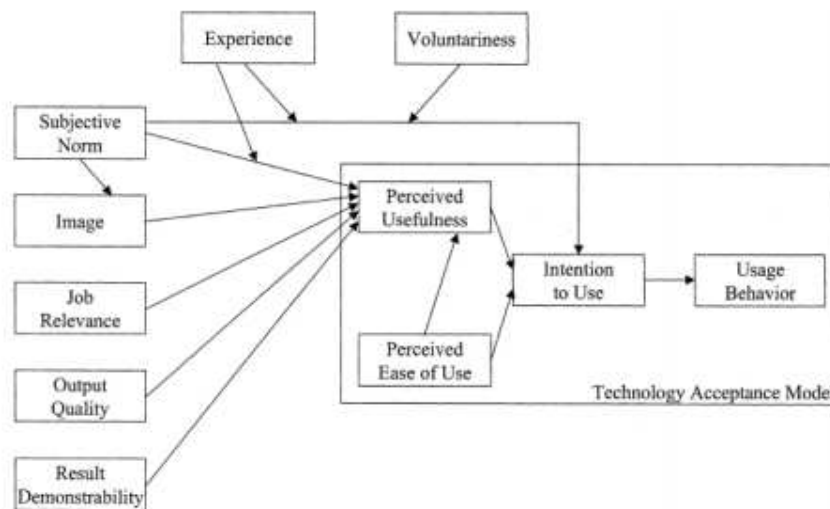 Experience
Voluntariness
Subjective
Norm
Image
Job
Relevance
Output
Quality
Result
Demonstrability
Perceived
Usefulness
Perceived
Ease of Use
Intention
to Use
Usage
Behavior
Technology Acceptance Model